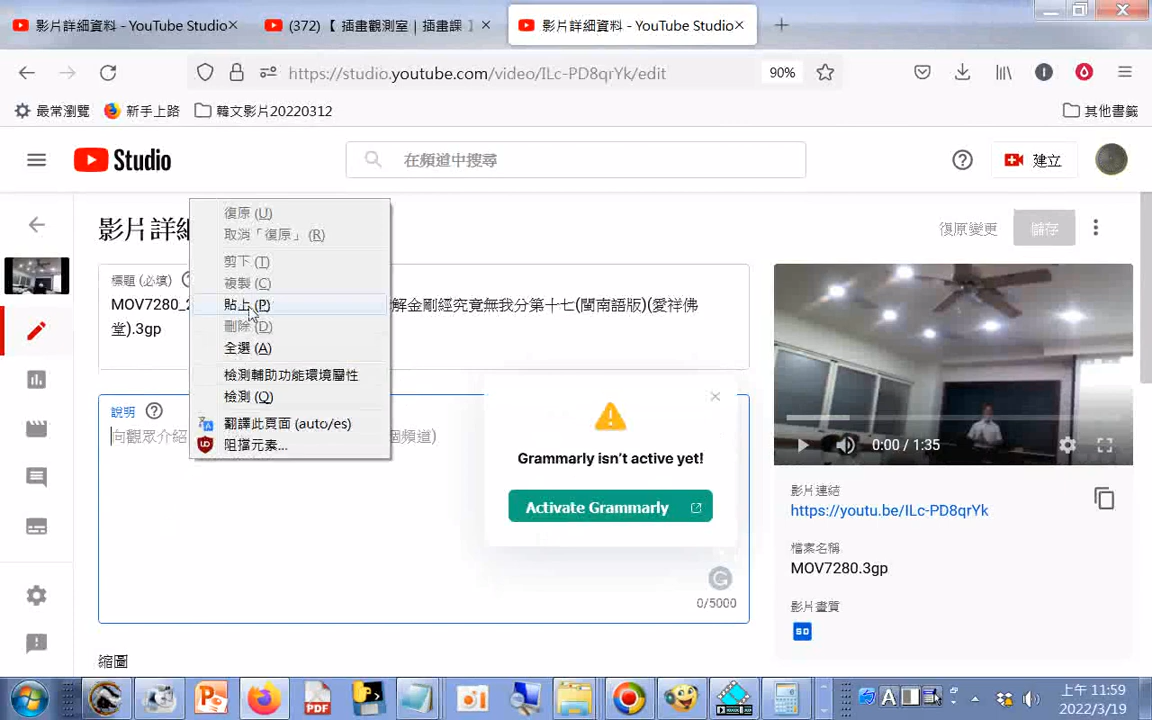 影片詳細資料 - YouTube Studio
(372)【 插畫觀測室 | 插畫課 】
影片詳細資料 - YouTube Studio
https://studio.youtube.com/video/ILc-PD8qrYk/edit
90%
最常瀏覽
新手上路
韓文影片20220312
其他書籤
Studio
在頻道中搜尋
建立
影片詳細
復原變更
儲存
標題 (必填)
MOV7280_2
解金剛經究竟無我分第十七(閩南語版)(愛祥佛
堂).3gp
復原 (U)
取消「復原」 (R)
剪下 (T)
複製 (C)
貼上 (P)
刪除 (D)
全選 (A)
檢測輔助功能環境屬性
檢測 (Q)
翻譯此頁面 (auto/es)
阻擋元素...
說明
向觀眾介紹
個頻道)
Grammarly isn't active yet!
Activate Grammarly
0/5000
縮圖
0:00 / 1:35
影片連結
https://youtu.be/ILc-PD8qrYk
檔案名稱
MOV7280.3gp
影片畫質
SD
PDF
A
上午 11:59
2022/3/19